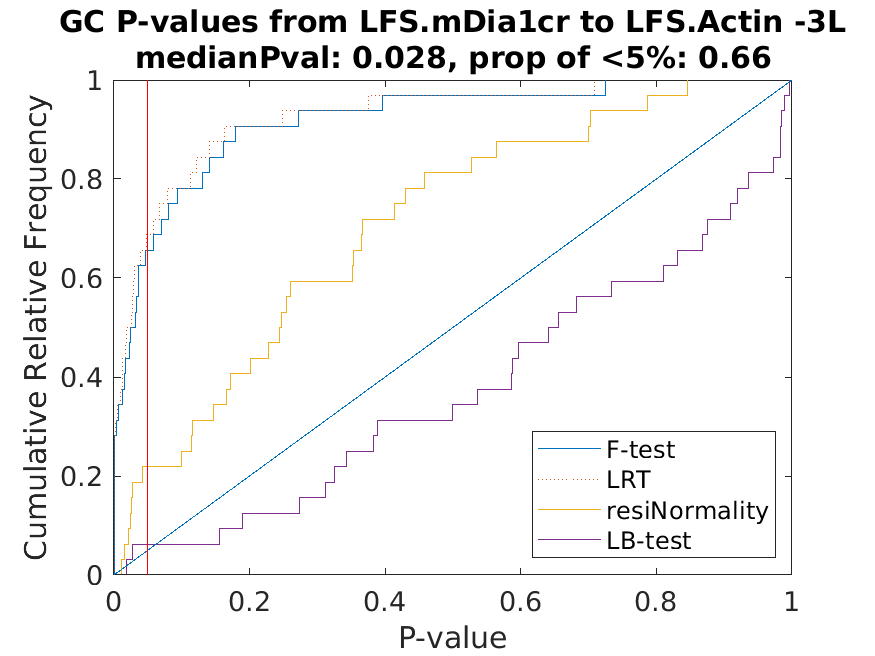 GC P-values from LFS.mDia1cr to LFS.Actin -3L
medianPval: 0.028, prop of <5%: 0.66
Cumulative Relative Frequency
1
0.8
0.6
0.4
0.2
0
F-test
LRT
resiNormality
LB-test
0 0.2 0.4 0.6 0.8 1
P-value